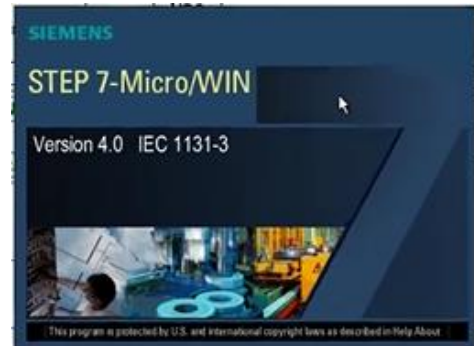 SIEMENS
STEP 7-Micro/WIN
Version 4.0 IEC 1131-3
This program is protected by U.S. and international copyright laws as described in Help About